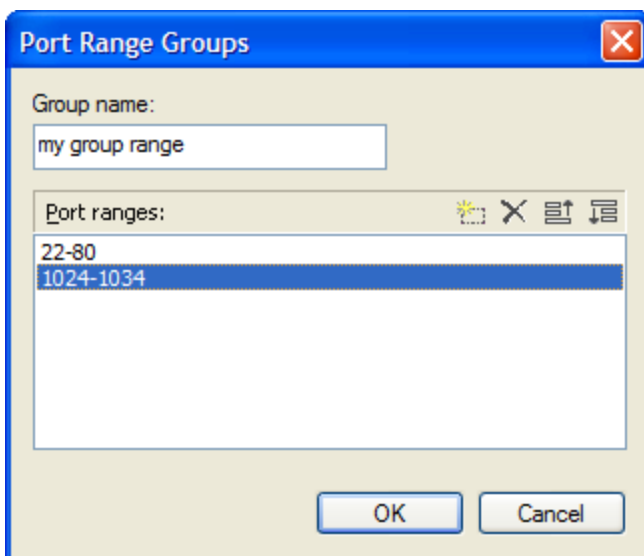 Port Range Groups
Group name:
my group range
Port ranges:
22-80
1024-1034
OK Cancel